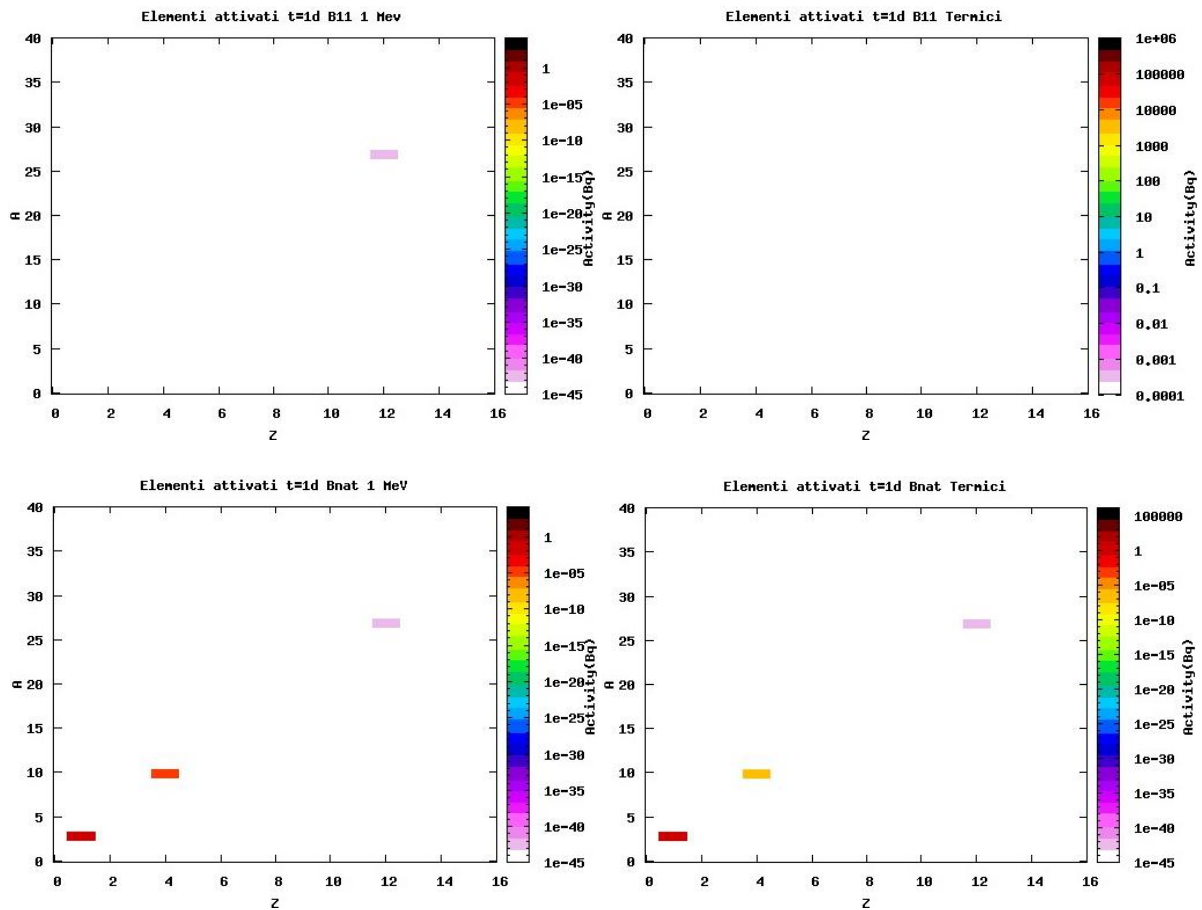 Elementi attivati t=1d B11 1 Mev
40
35
30
25
20
15
10
5
0
A
0 2 4 6 8 10 12 14 16
Z
1
1e-05
1e-10
1e-15
1e-20
1e-25
1e-30
1e-35
1e-40
1e-45
Activity(Bq)
Elementi attivati t=1d B11 Termici
40
35
30
25
20
15
10
5
0
A
0 2 4 6 8 10 12 14 16
Z
1e+06
100000
10000
1000
100
10
1
0.1
0.01
0.001
0.0001
Activity(Bq)
Elementi attivati t=1d Bnat 1 MeV
40
35
30
25
20
15
10
5
0
A
0 2 4 6 8 10 12 14 16
Z
1
1e-05
1e-10
1e-15
1e-20
1e-25
1e-30
1e-35
1e-40
1e-45
Activity(Bq)
Elementi attivati t=1d Bnat Termici
40
35
30
25
20
15
10
5
0
A
0 2 4 6 8 10 12 14 16
Z
100000
1
1e-05
1e-10
1e-15
1e-20
1e-25
1e-30
1e-35
1e-40
1e-45
Activity(Bq)